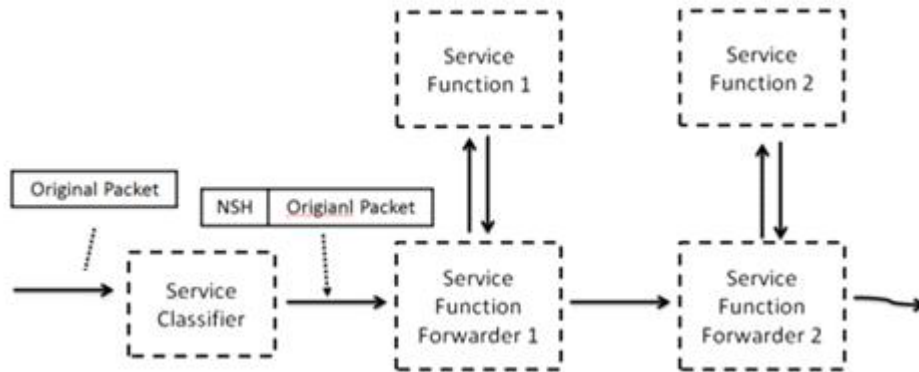 Service
Function 1
Service
Function 2
Original Packet
NSH
Origianl Packet
Service
Classifier
Service
Function
Forwarder 1
Service
Function
Forwarder 2